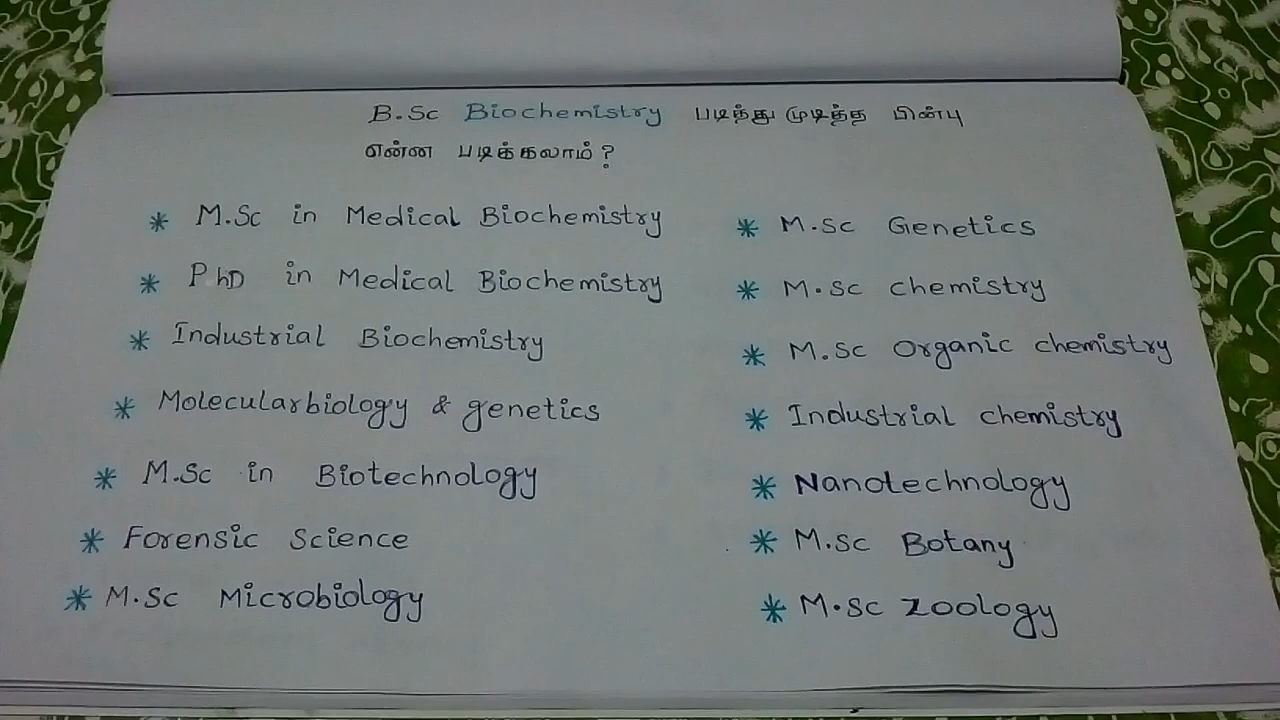 B.Sc Biochemistry படித்து முடித்த பின்பு
என்ன படிக்கலாம்?
* M.Sc in Medical Biochemistry
* PhD in Medical Biochemistry
* Industrial Biochemistry
* Molecularbiology & genetics
* M.Sc in Biotechnology
* Forensic Science
* M.Sc Microbiology
* M.Sc Genetics
* M.Sc chemistry
* M.Sc Organic chemistry
* Industrial chemistry
* Nanotechnology
* M.Sc Botany
* M.Sc Zoology